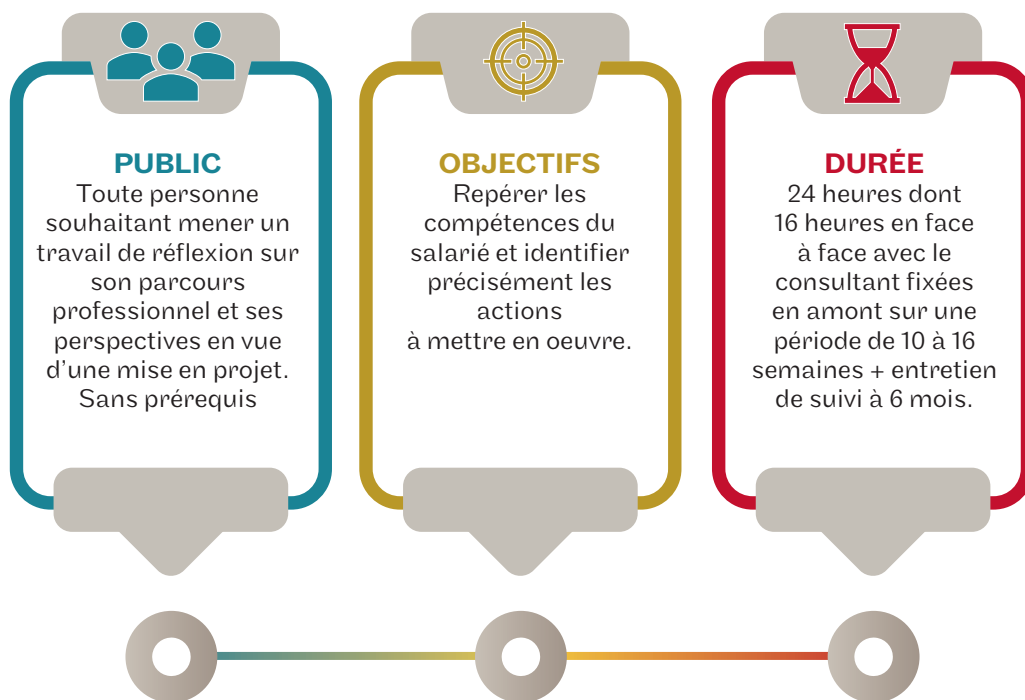 PUBLIC
Toute personne
souhaitant mener un
travail de réflexion sur
son parcours
professionnel et ses
perspectives en vue
d'une mise en projet.
Sans prérequis
OBJECTIFS
Repérer les
compétences du
salarié et identifier
précisément les
actions
à mettre en oeuvre.
DURÉE
24 heures dont
16 heures en face
à face avec le
consultant fixées
en amont sur une
période de 10 à 16
semaines + entretien
de suivi à 6 mois.